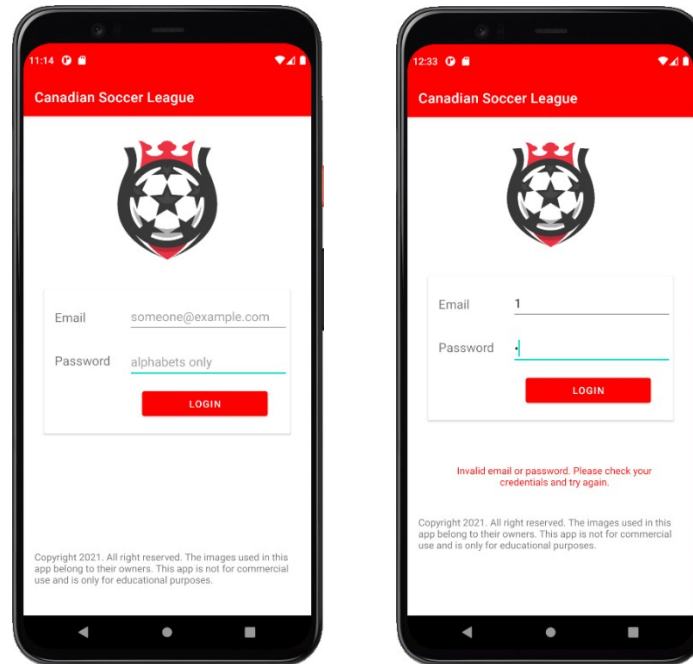 11:14
Canadian Soccer League
Email someone@example.com
Password alphabets only
LOGIN
Copyright 2021. All right reserved. The images used in this
app belong to their owners. This app is not for commercial
use and is only for educational purposes.
12:33
Canadian Soccer League
Email 1
Password •
LOGIN
Invalid email or password. Please check your
credentials and try again.
Copyright 2021. All right reserved. The images used in this
app belong to their owners. This app is not for commercial
use and is only for educational purposes.